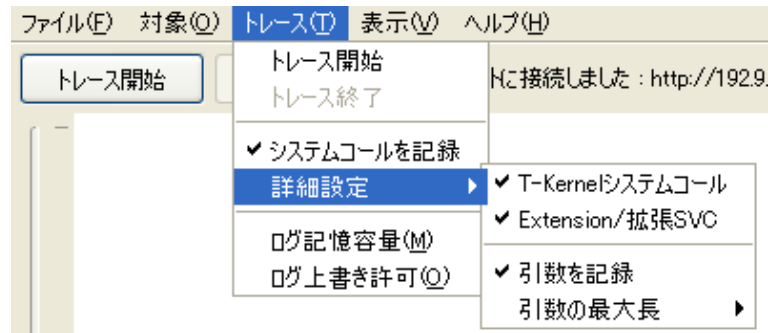 ファイル(F) 対象(O) トレース(T) 表示(V) ヘルプ(H)
トレース開始
に接続しました：http://192.9.
トレース開始
トレース終了
システムコールを記録
詳細設定
ログ記憶容量(M)
ログ上書き許可(O)
T-Kernelシステムコール
Extension/拡張SVC
引数を記録
引数の最大長